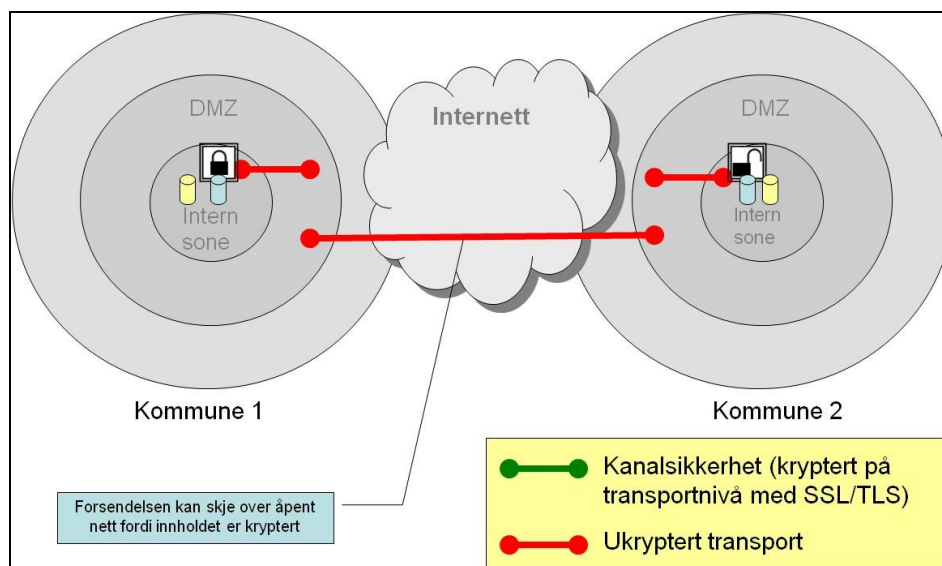 DMZ
Intern
sone
Internett
DMZ
Intern
sone
Kommune 1
Kommune 2
Forsendelsen kan skje over åpent
nett fordi innholdet er kryptert
Kanalsikkerhet (kryptert på
transportnivå med SSL/TLS)
Ukryptert transport